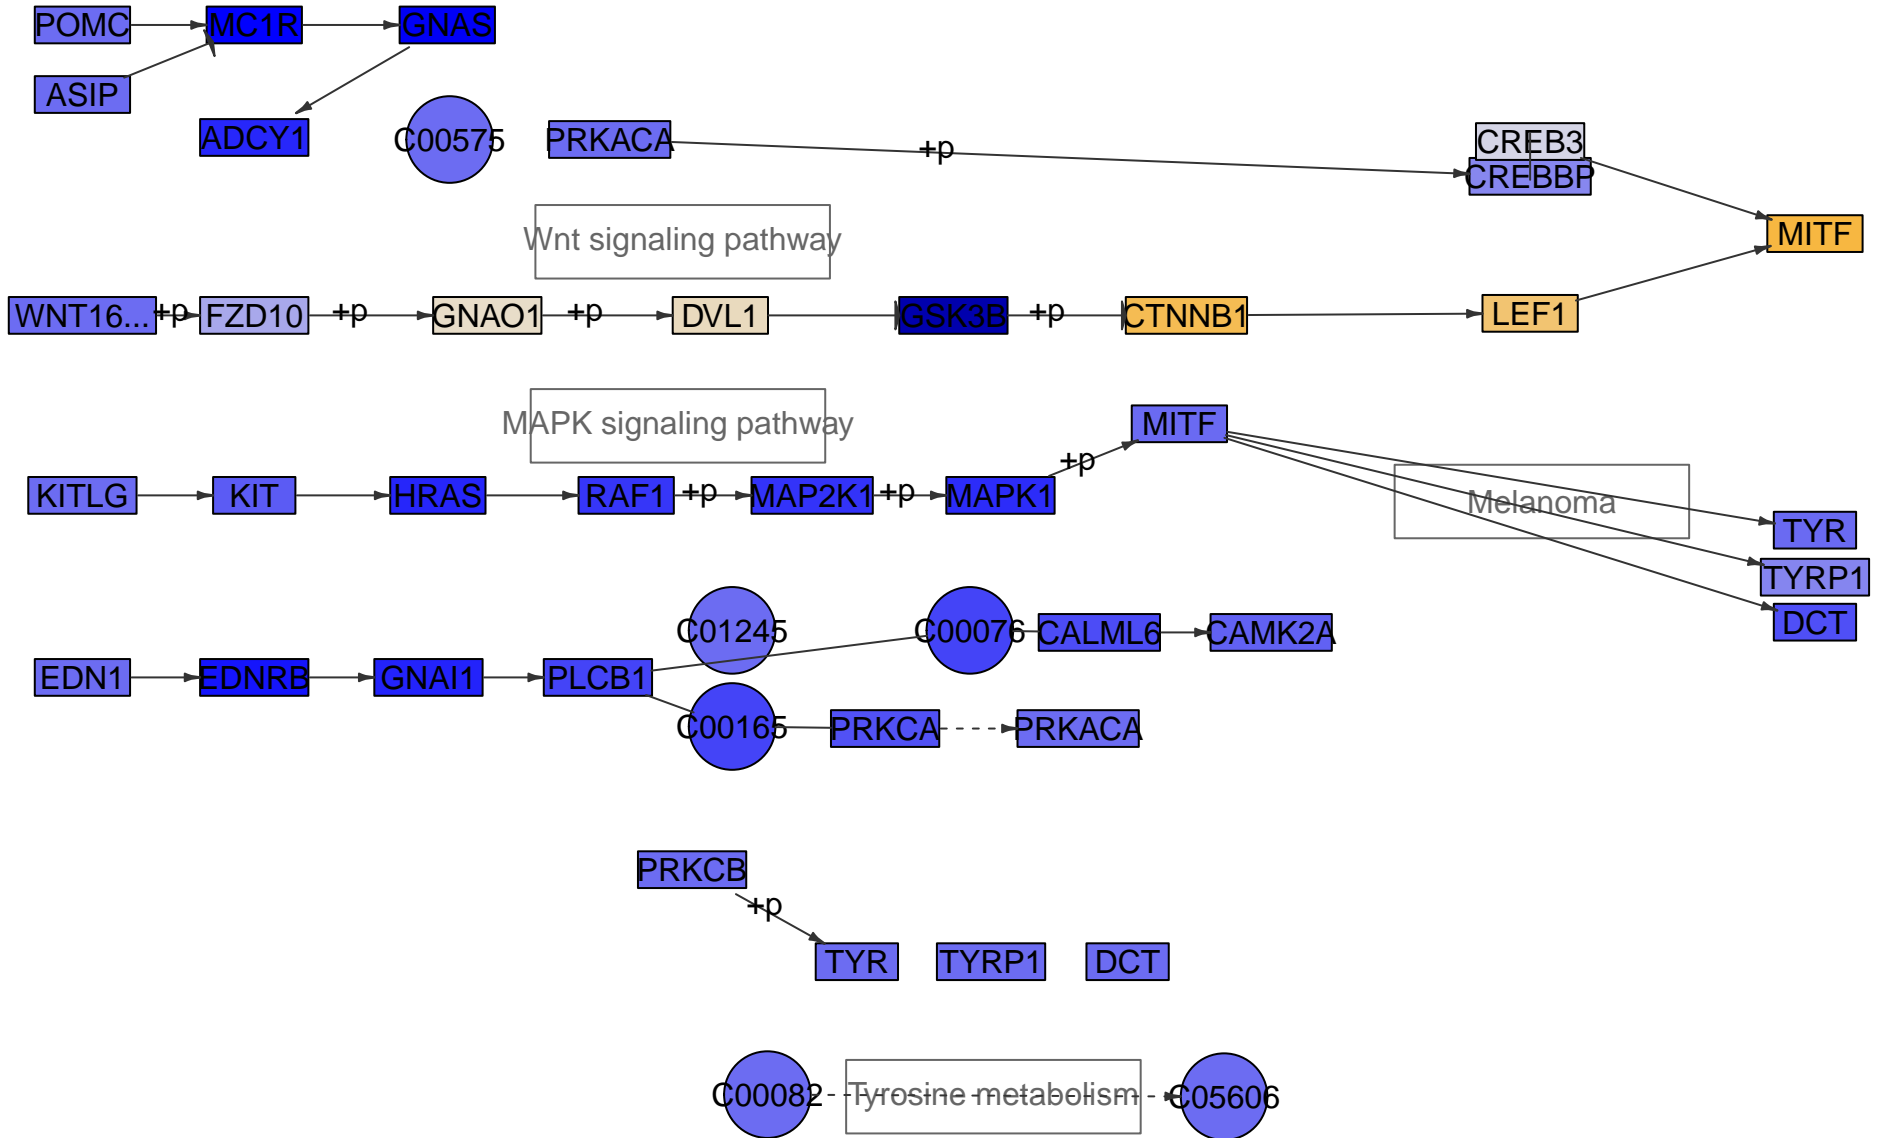 POMC
MC1R
GNAS
ASIP
ADCY1
C00575
PRKACA
+p
CREB3
CREBBP
Wnt signaling pathway
MITF
WNT16...
+p
FZD10
+p
GNAO1
+p
DVL1
GSK3B
+p
CTNNB1
LEF1
MAPK signaling pathway
MITF
+p
KITLG
KIT
HRAS
RAF1
+p
MAP2K1
+p
MAPK1
Melanoma
TYR
TYRP1
DCT
C01245
C00076
CALML6
CAMK2A
EDN1
EDNRB
GNAI1
PLCB1
C00165
PRKCA
PRKACA
PRKCB
+p
TYR
TYRP1
DCT
C00082
Tyrosine metabolism
C05606